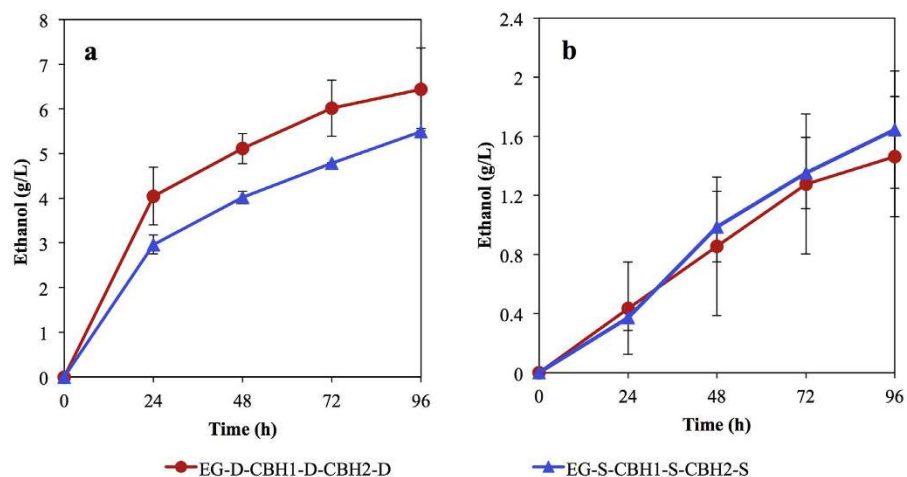 a
8
7
6
5
4
3
2
1
0
Ethanol (g/L)
0 24 48 72 96
Time (h)
b
2.4
2
1.6
1.2
0.8
0.4
0
Ethanol (g/L)
0 24 48 72 96
Time (h)
EG-D-CBH1-D-CBH2-D
EG-S-CBH1-S-CBH2-S